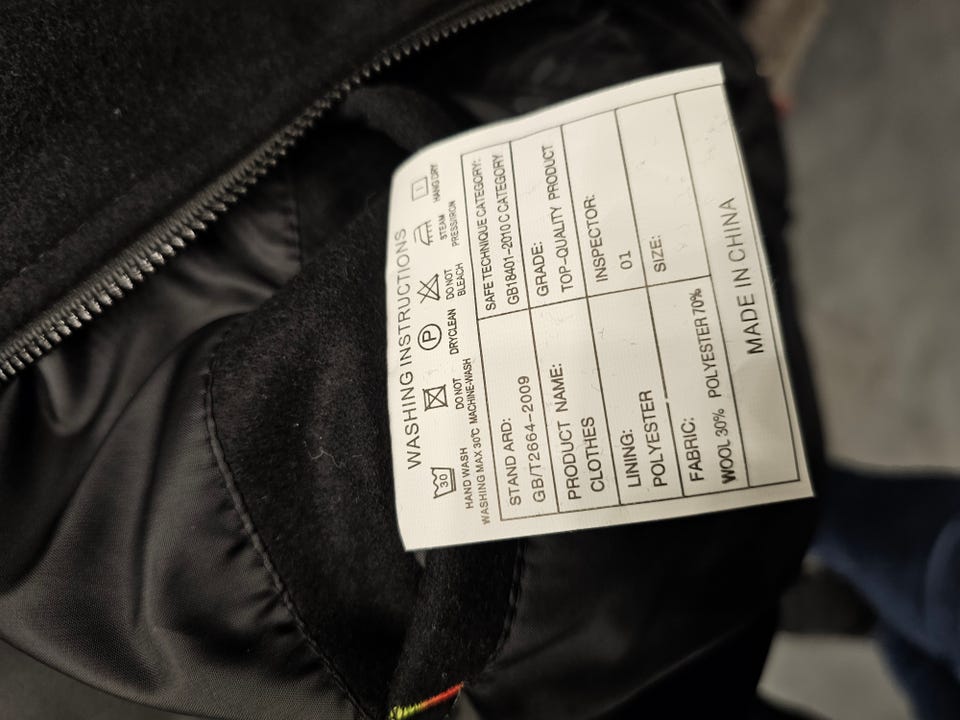 WASHING INSTRUCTIONS
30
P
HAND WASH
WASHING MAX 30℃
DO NOT
MACHINE-WASH
DRYCLEAN
DO NOT
BLEACH
STEAM
PRESS/IRON
HANG DRY
STAND ARD:
GB/T2664-2009
SAFE TECHNIQUE CATEGORY:
GB18401-2010 C CATEGORY
PRODUCT NAME:
CLOTHES
GRADE:
TOP-QUALITY PRODUCT
LINING:
POLYESTER
INSPECTOR:
01
FABRIC:
WOOL 30% POLYESTER 70%
SIZE:
MADE IN CHINA